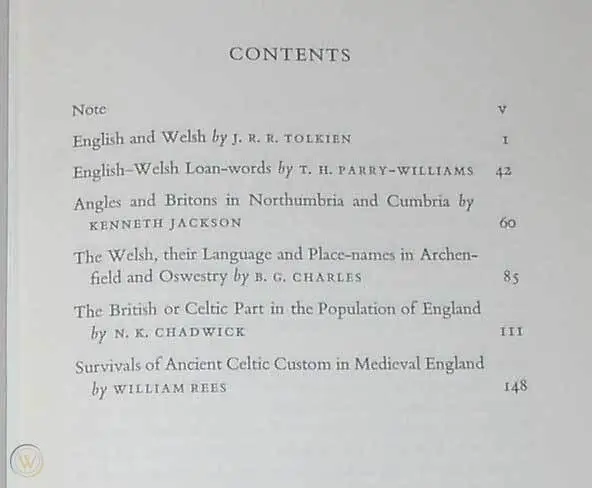 CONTENTS
Note v
English and Welsh by J. R. R. TOLKIEN 1
English–Welsh Loan-words by T. H. PARRY-WILLIAMS 42
Angles and Britons in Northumbria and Cumbria by
KENNETH JACKSON 60
The Welsh, their Language and Place-names in Archen-
field and Oswestry by B. G. CHARLES 85
The British or Celtic Part in the Population of England
by N. K. CHADWICK 111
Survivals of Ancient Celtic Custom in Medieval England
by WILLIAM REES 148
W